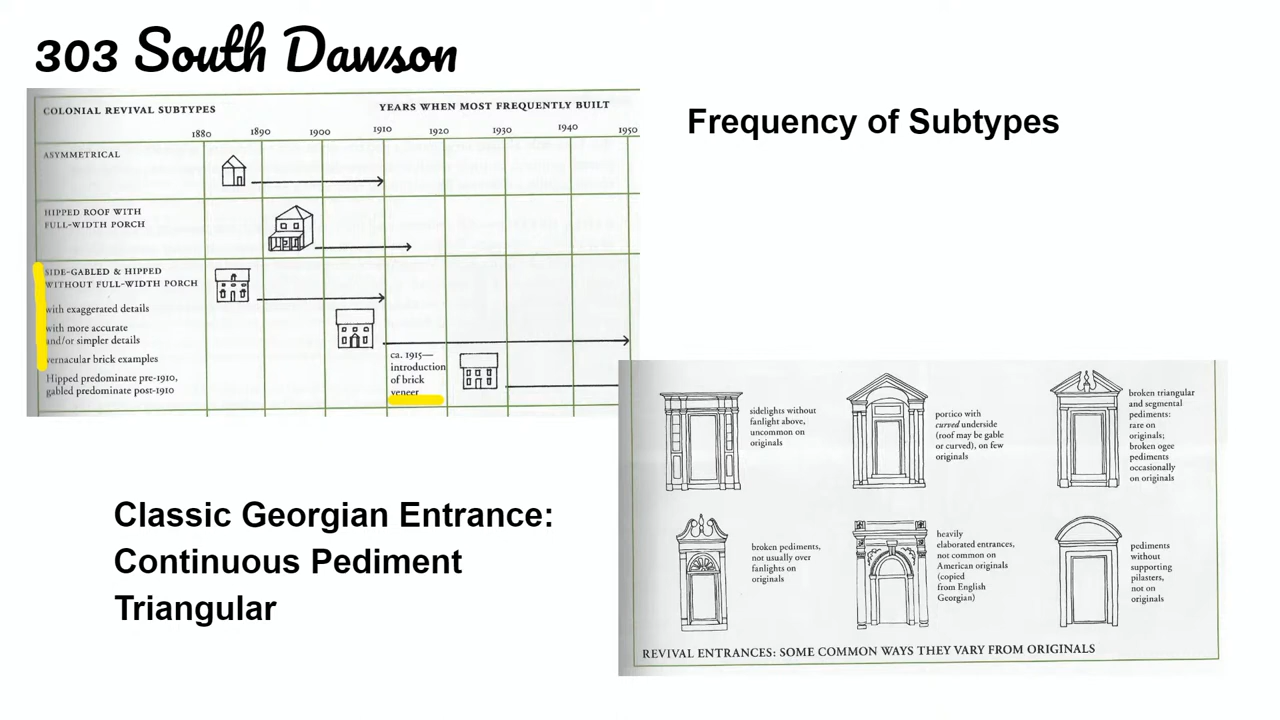 303 South Dawson
COLONIAL REVIVAL SUBTYPES
YEARS WHEN MOST FREQUENTLY BUILT
1880 1890 1900 1910 1920 1930 1940 1950
ASYMMETRICAL
HIPPED ROOF WITH
FULL-WIDTH PORCH
SIDE-GABLED & HIPPED
WITHOUT FULL-WIDTH PORCH
with exaggerated details
with more accurate
and/or simpler details
vernacular brick examples
Hipped predominate pre-1910,
gabled predominate post-1910
ca. 1915—
introduction
of brick
veneer
Frequency of Subtypes
Classic Georgian Entrance:
Continuous Pediment
Triangular
sidelights without
fanlight above,
uncommon on
originals
portico with
curved underside
(roof may be gable
or curved), on few
originals
broken triangular
and segmental
pediments:
rare on
originals;
broken ogee
pediments
occasionally
on originals
broken pediments,
not usually over
fanlights on
originals
heavily
elaborated entrances,
not common on
American originals
(copied
from English
Georgian)
pediments
without
supporting
pilasters,
not on
originals
REVIVAL ENTRANCES: SOME COMMON WAYS THEY VARY FROM ORIGINALS